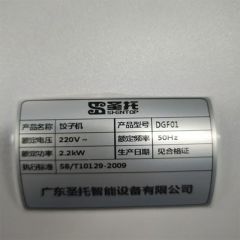 圣托
SHENTOP
产品名称 饺子机 产品型号 DGF01
额定电压 220V~ 额定频率 50Hz
额定功率 2.2kW 生产日期 见合格证
执行标准 SB/T10129-2009
广东圣托智能设备有限公司